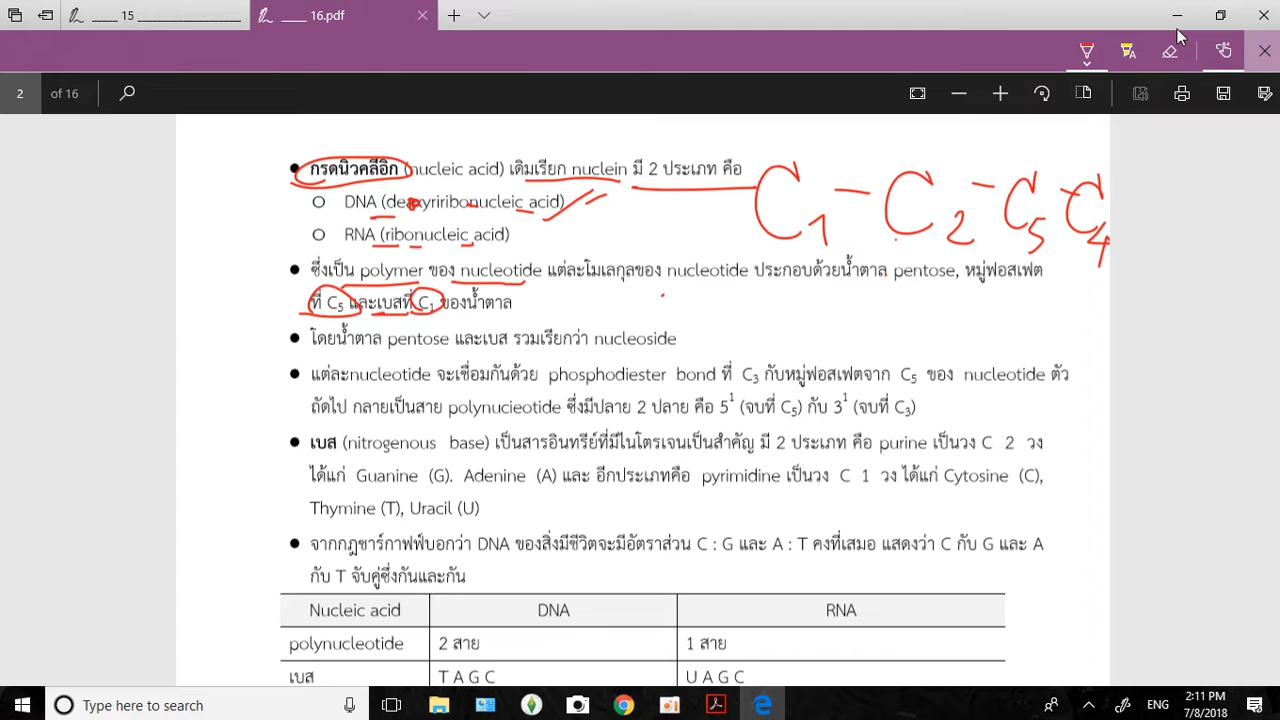 ____ 15 ______________
____ 16.pdf
2 of 16
● กรดนิวคลีอิก (nucleic acid) เดิมเรียก nuclein มี 2 ประเภท คือ
C1 – C2 – C5 – C4
○ DNA (deoxyriribonucleic acid)
○ RNA (ribonucleic acid)
● ซึ่งเป็น polymer ของ nucleotide แต่ละโมเลกุลของ nucleotide ประกอบด้วยน้ำตาล pentose, หมู่ฟอสเฟต
ที่ C5 และเบสที่ C1 ของน้ำตาล
● โดยน้ำตาล pentose และเบส รวมเรียกว่า nucleoside
● แต่ละnucleotide จะเชื่อมกันด้วย phosphodiester bond ที่ C3 กับหมู่ฟอสเฟตจาก C5 ของ nucleotide ตัว
ถัดไป กลายเป็นสาย polynucieotide ซึ่งมีปลาย 2 ปลาย คือ 5¹ (จบที่ C5) กับ 3¹ (จบที่ C3)
● เบส (nitrogenous base) เป็นสารอินทรีย์ที่มีไนโตรเจนเป็นสำคัญ มี 2 ประเภท คือ purine เป็นวง C 2 วง
ได้แก่ Guanine (G). Adenine (A) และ อีกประเภทคือ pyrimidine เป็นวง C 1 วง ได้แก่ Cytosine (C),
Thymine (T), Uracil (U)
● จากกฎชาร์กาฟฟ์บอกว่า DNA ของสิ่งมีชีวิตจะมีอัตราส่วน C : G และ A : T คงที่เสมอ แสดงว่า C กับ G และ A
กับ T จับคู่ซึ่งกันและกัน
Nucleic acid DNA RNA
polynucleotide 2 สาย 1 สาย
เบส T A G C U A G C
Type here to search
ENG
2:11 PM
7/8/2018